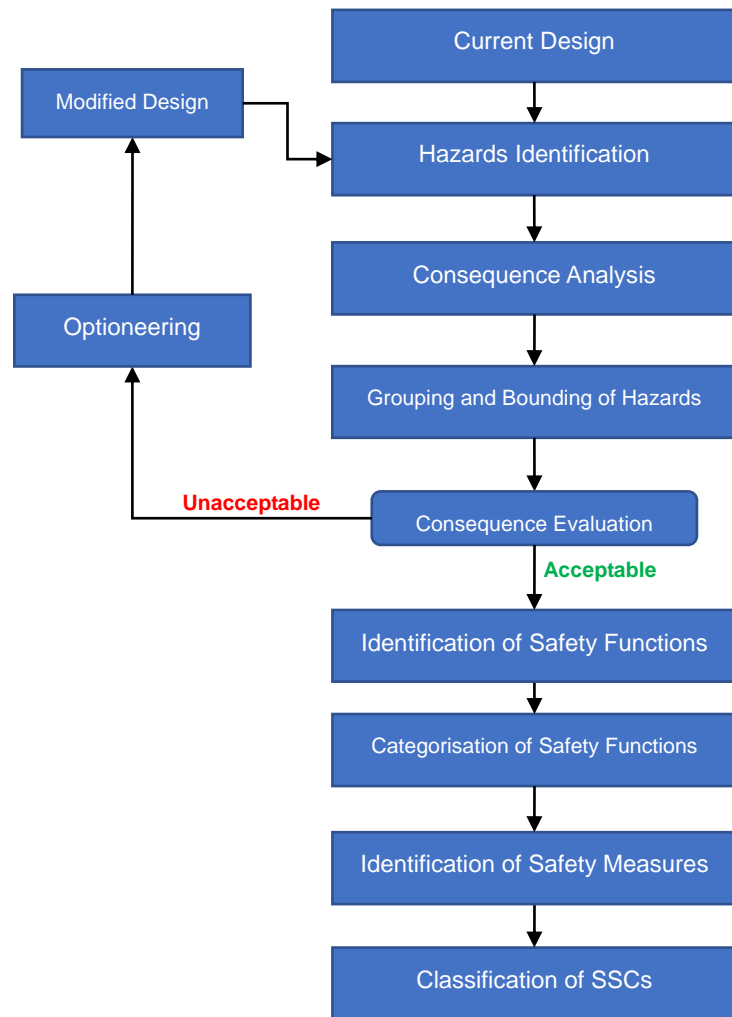 Current Design
Modified Design
Hazards Identification
Consequence Analysis
Optioneering
Grouping and Bounding of Hazards
Unacceptable
Consequence Evaluation
Acceptable
Identification of Safety Functions
Categorisation of Safety Functions
Identification of Safety Measures
Classification of SSCs